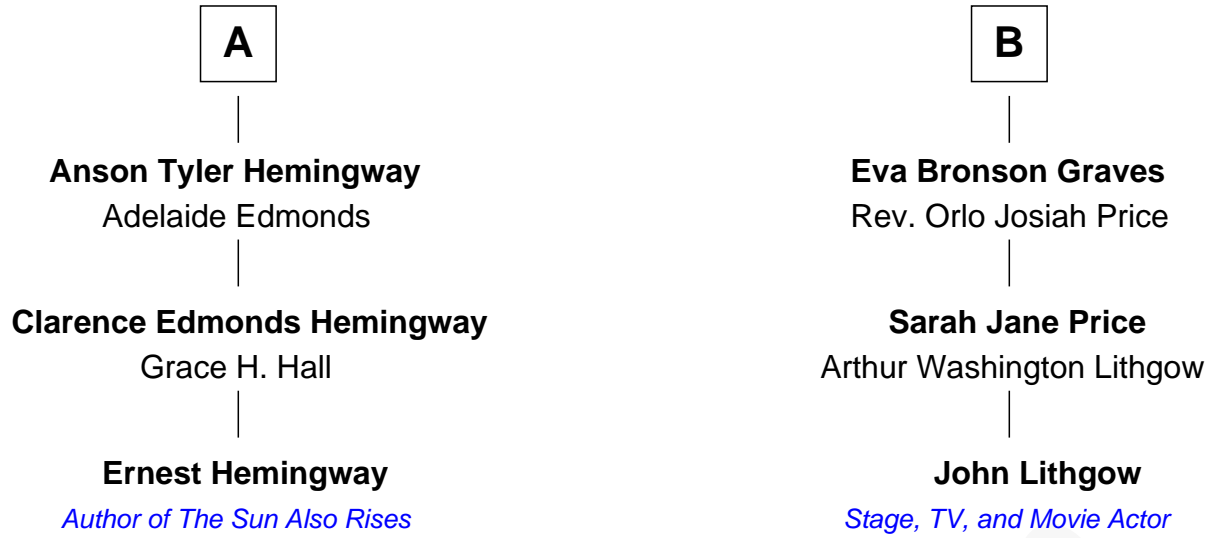 A
Anson Tyler Hemingway
Adelaide Edmonds
Clarence Edmonds Hemingway
Grace H. Hall
Ernest Hemingway
Author of The Sun Also Rises
B
Eva Bronson Graves
Rev. Orlo Josiah Price
Sarah Jane Price
Arthur Washington Lithgow
John Lithgow
Stage, TV, and Movie Actor